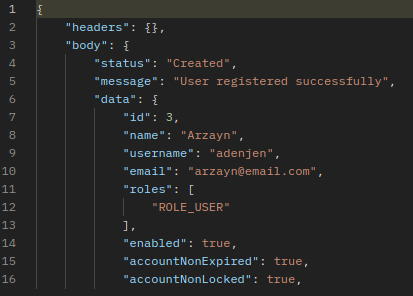 1 {
2     "headers": {},
3     "body": {
4         "status": "Created",
5         "message": "User registered successfully",
6         "data": {
7             "id": 3,
8             "name": "Arzayn",
9             "username": "adenjen",
10             "email": "arzayn@email.com",
11             "roles": [
12                 "ROLE_USER"
13             ],
14             "enabled": true,
15             "accountNonExpired": true,
16             "accountNonLocked": true,